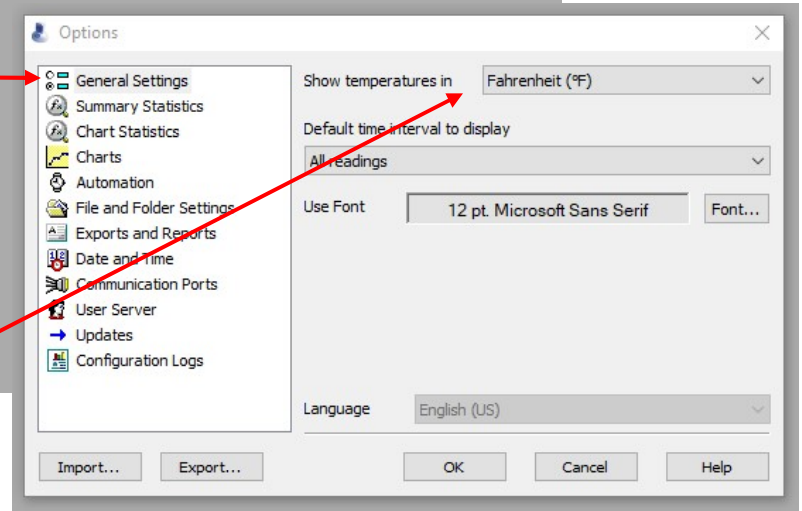 Options
General Settings
Summary Statistics
Chart Statistics
Charts
Automation
File and Folder Settings
Exports and Reports
Date and Time
Communication Ports
User Server
Updates
Configuration Logs
Show temperatures in Fahrenheit (°F)
Default time interval to display
All readings
Use Font 12 pt. Microsoft Sans Serif Font...
Language English (US)
Import... Export... OK Cancel Help